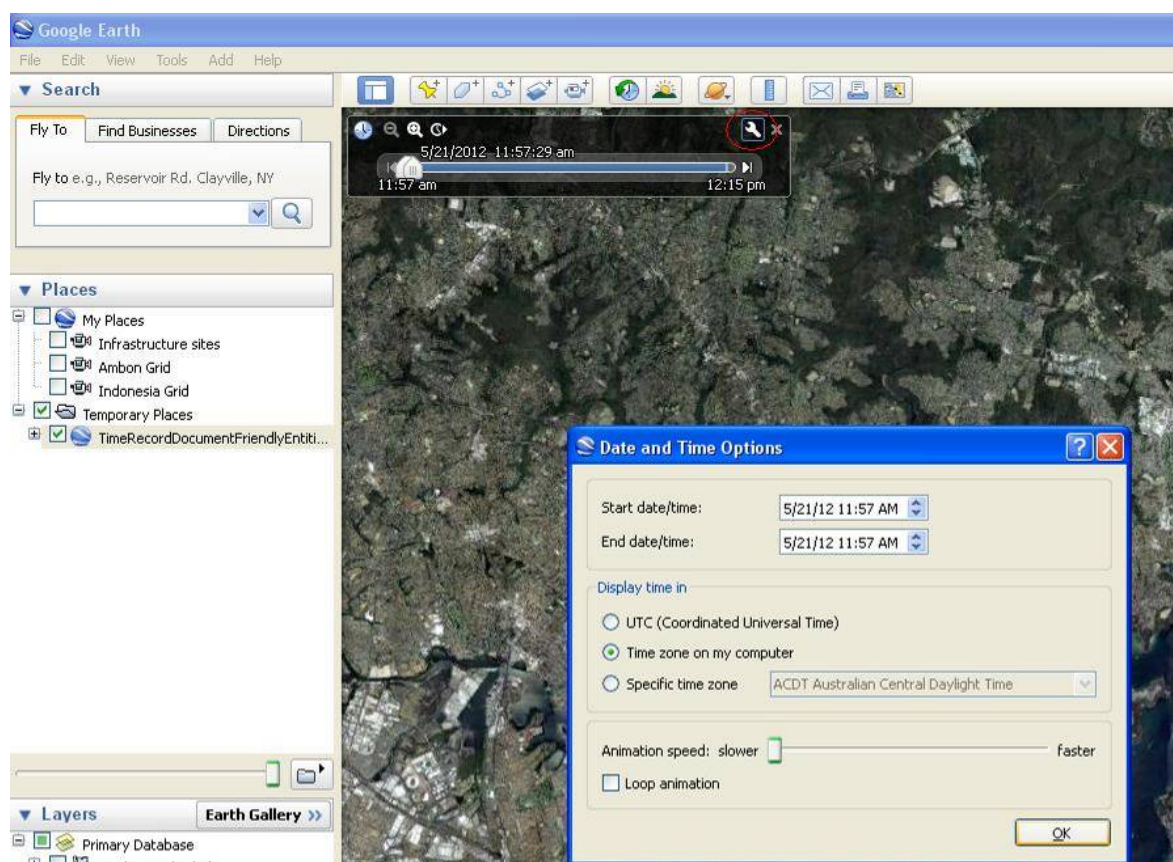 Google Earth
File Edit View Tools Add Help
Search
Fly To Find Businesses Directions
Fly to e.g., Reservoir Rd. Clayville, NY
Places
My Places
Infrastructure sites
Ambon Grid
Indonesia Grid
Temporary Places
TimeRecordDocumentFriendlyEntiti...
Layers Earth Gallery >>
Primary Database
5/21/2012 11:57:29 am
11:57 am 12:15 pm
Date and Time Options
Start date/time: 5/21/12 11:57 AM
End date/time: 5/21/12 11:57 AM
Display time in
UTC (Coordinated Universal Time)
Time zone on my computer
Specific time zone ACDT Australian Central Daylight Time
Animation speed: slower faster
Loop animation
OK